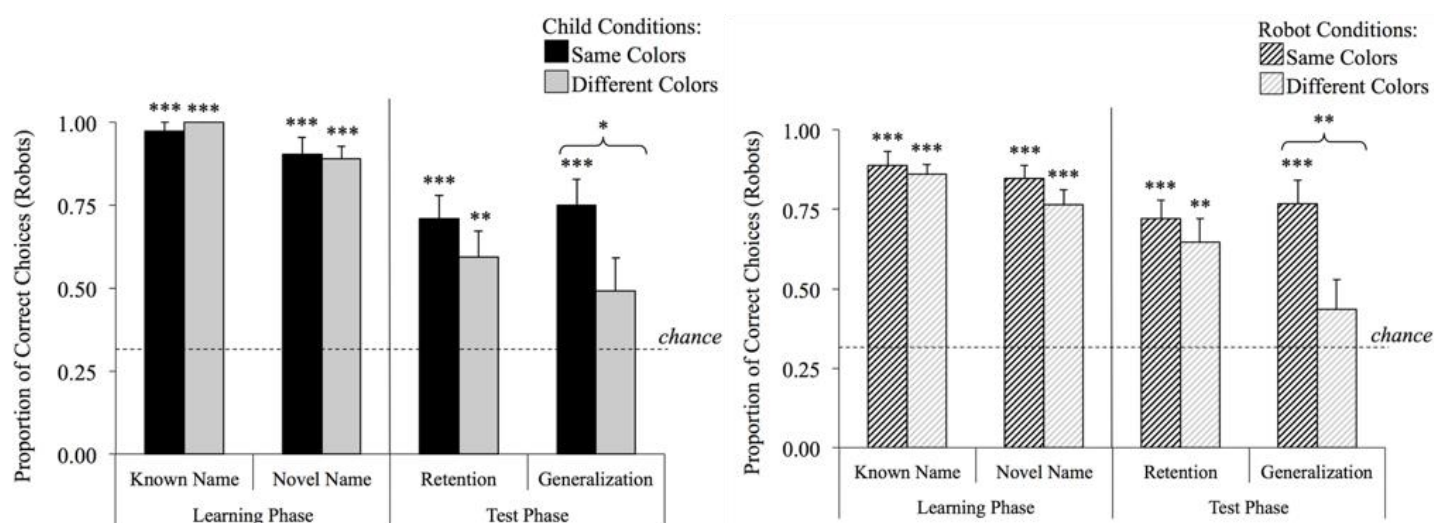 Child Conditions:
Same Colors
Different Colors
Proportion of Correct Choices (Robots)
1.00
0.75
0.50
0.25
0.00
*** ***
*** ***
*** **
***
*
chance
Known Name Novel Name Retention Generalization
Learning Phase Test Phase
Robot Conditions:
Same Colors
Different Colors
Proportion of Correct Choices (Robots)
1.00
0.75
0.50
0.25
0.00
*** ***
*** ***
*** **
***
**
chance
Known Name Novel Name Retention Generalization
Learning Phase Test Phase